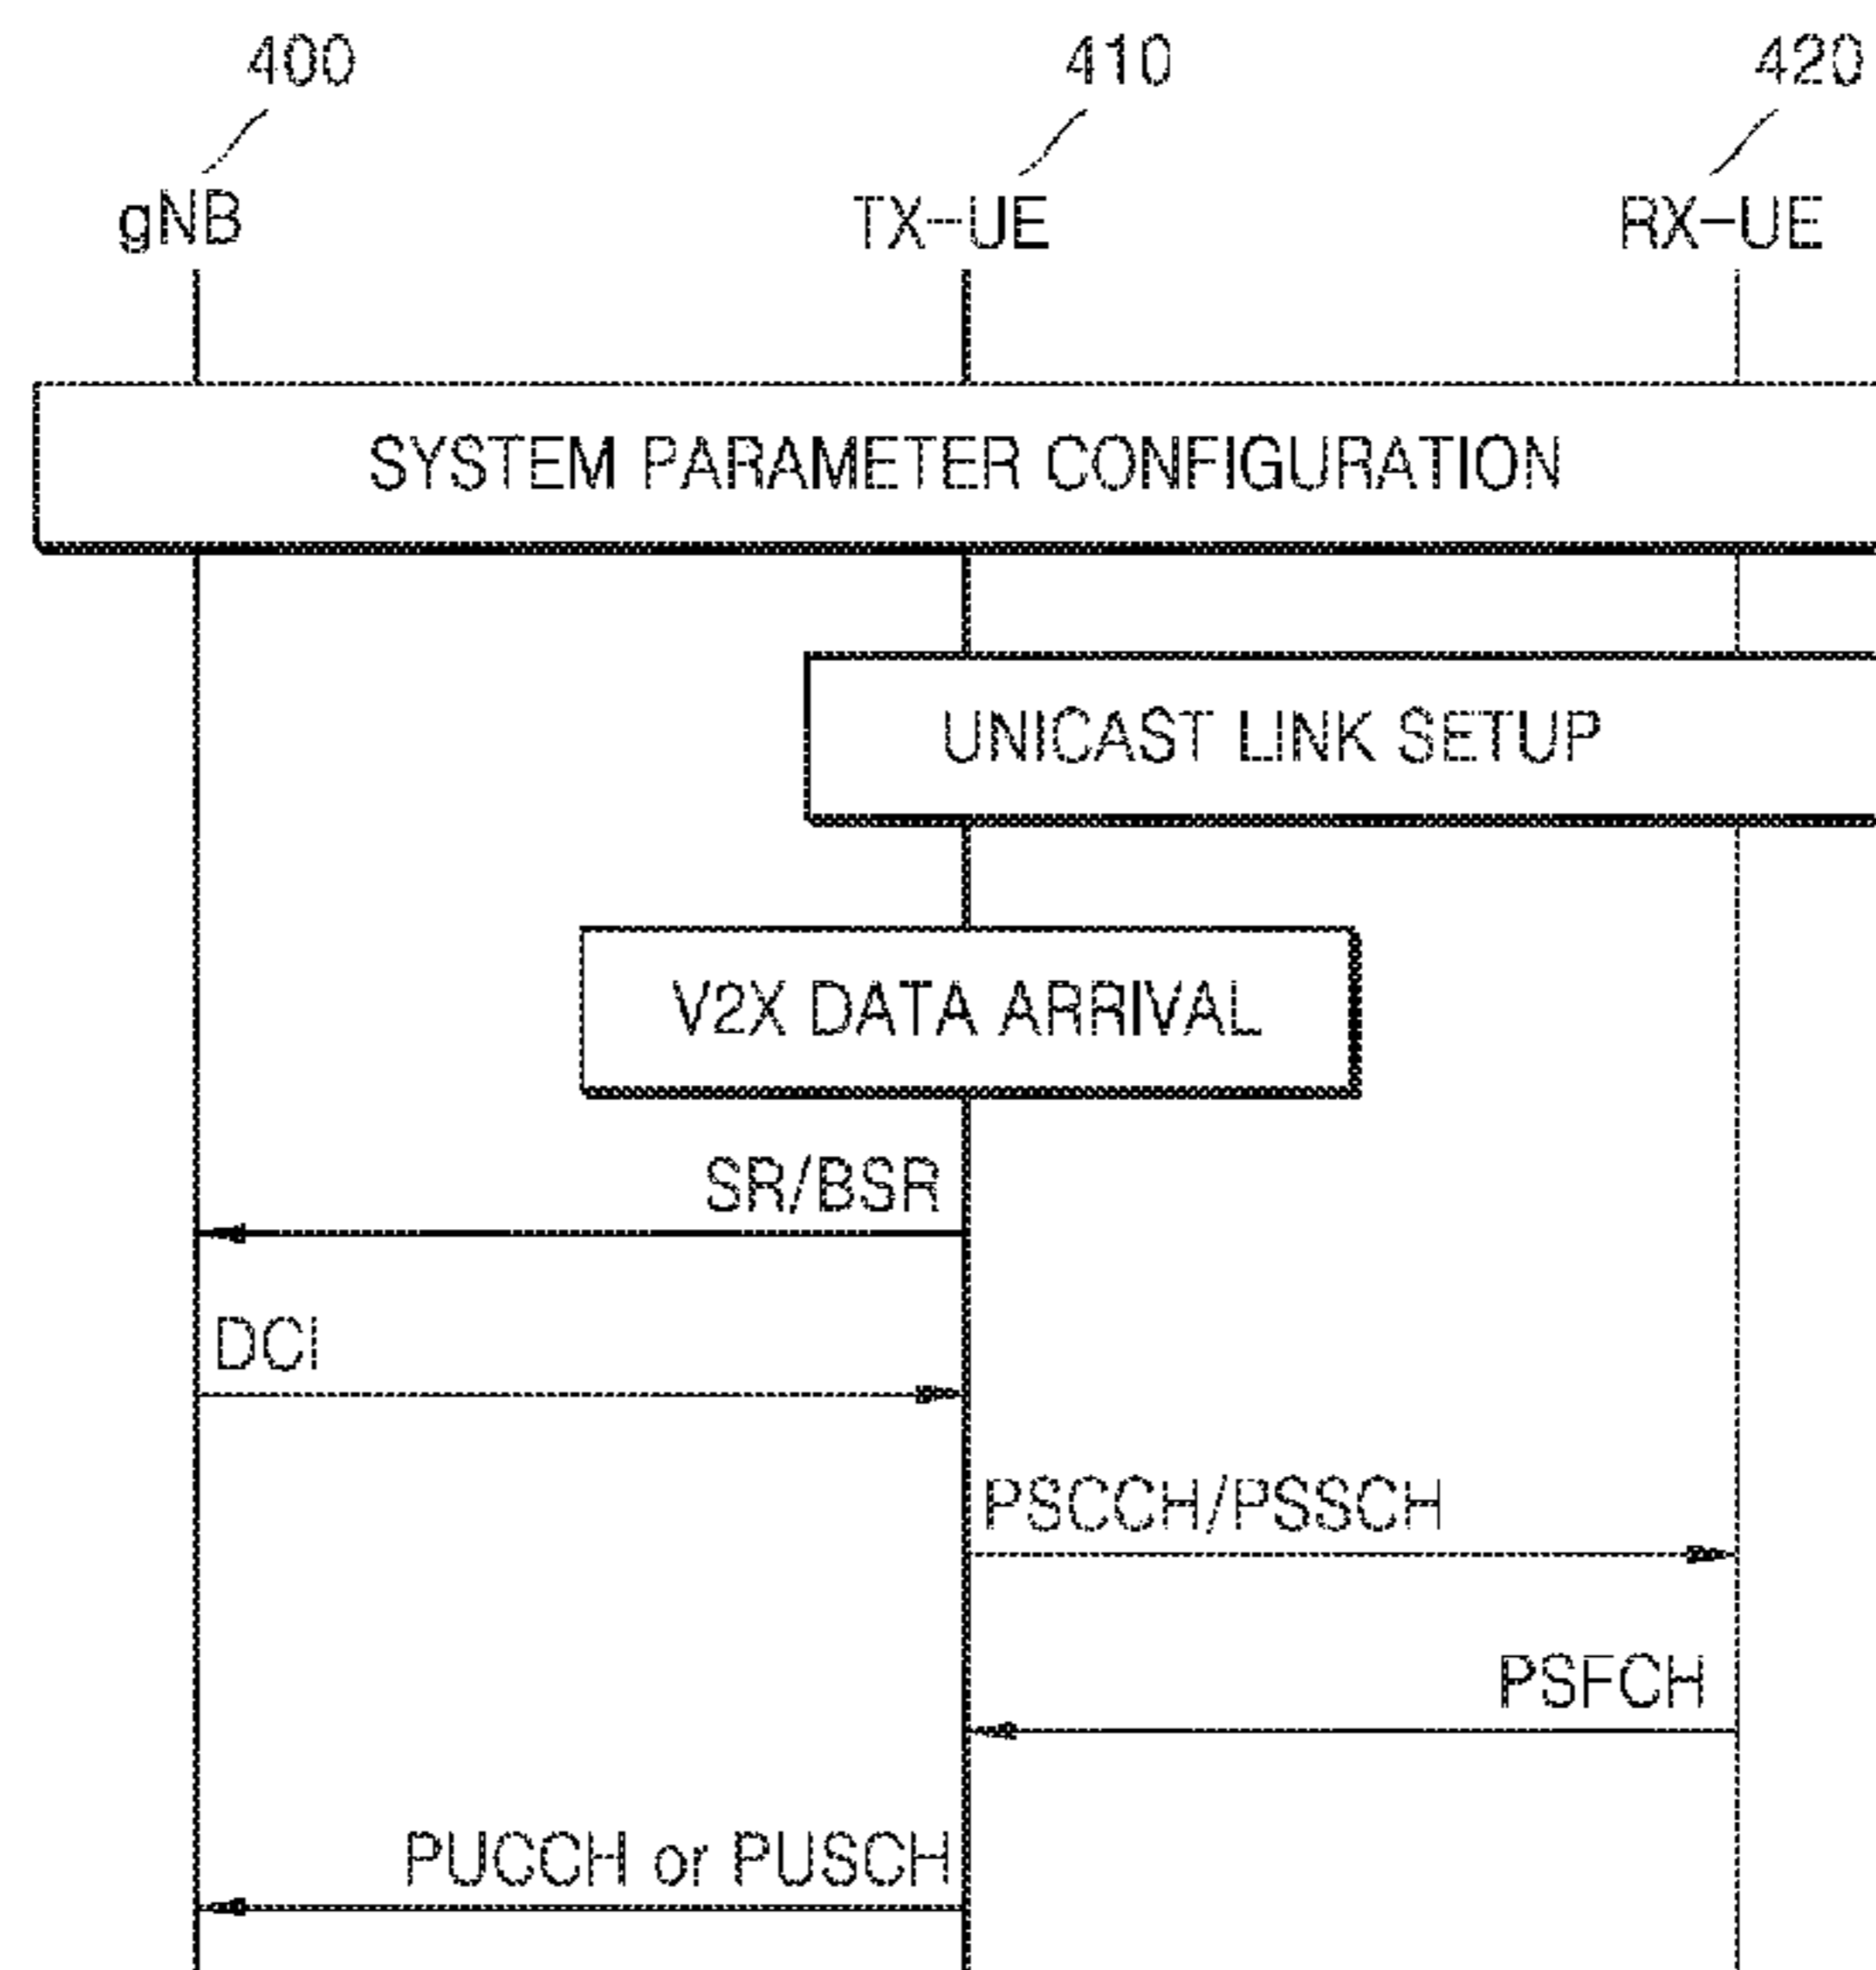 400 410 420
gNB TX-UE RX-UE
SYSTEM PARAMETER CONFIGURATION
UNICAST LINK SETUP
V2X DATA ARRIVAL
SR/BSR
DCI
PSCCH/PSSCH
PSFCH
PUCCH or PUSCH